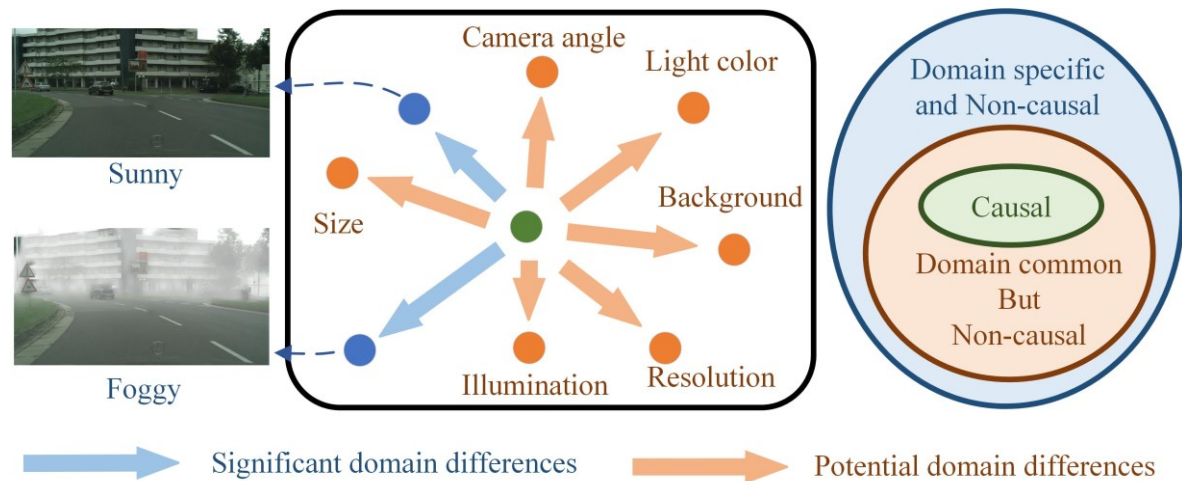 Sunny
Foggy
Camera angle
Light color
Size
Background
Illumination
Resolution
Domain specific
and Non-causal
Causal
Domain common
But
Non-causal
Significant domain differences
Potential domain differences